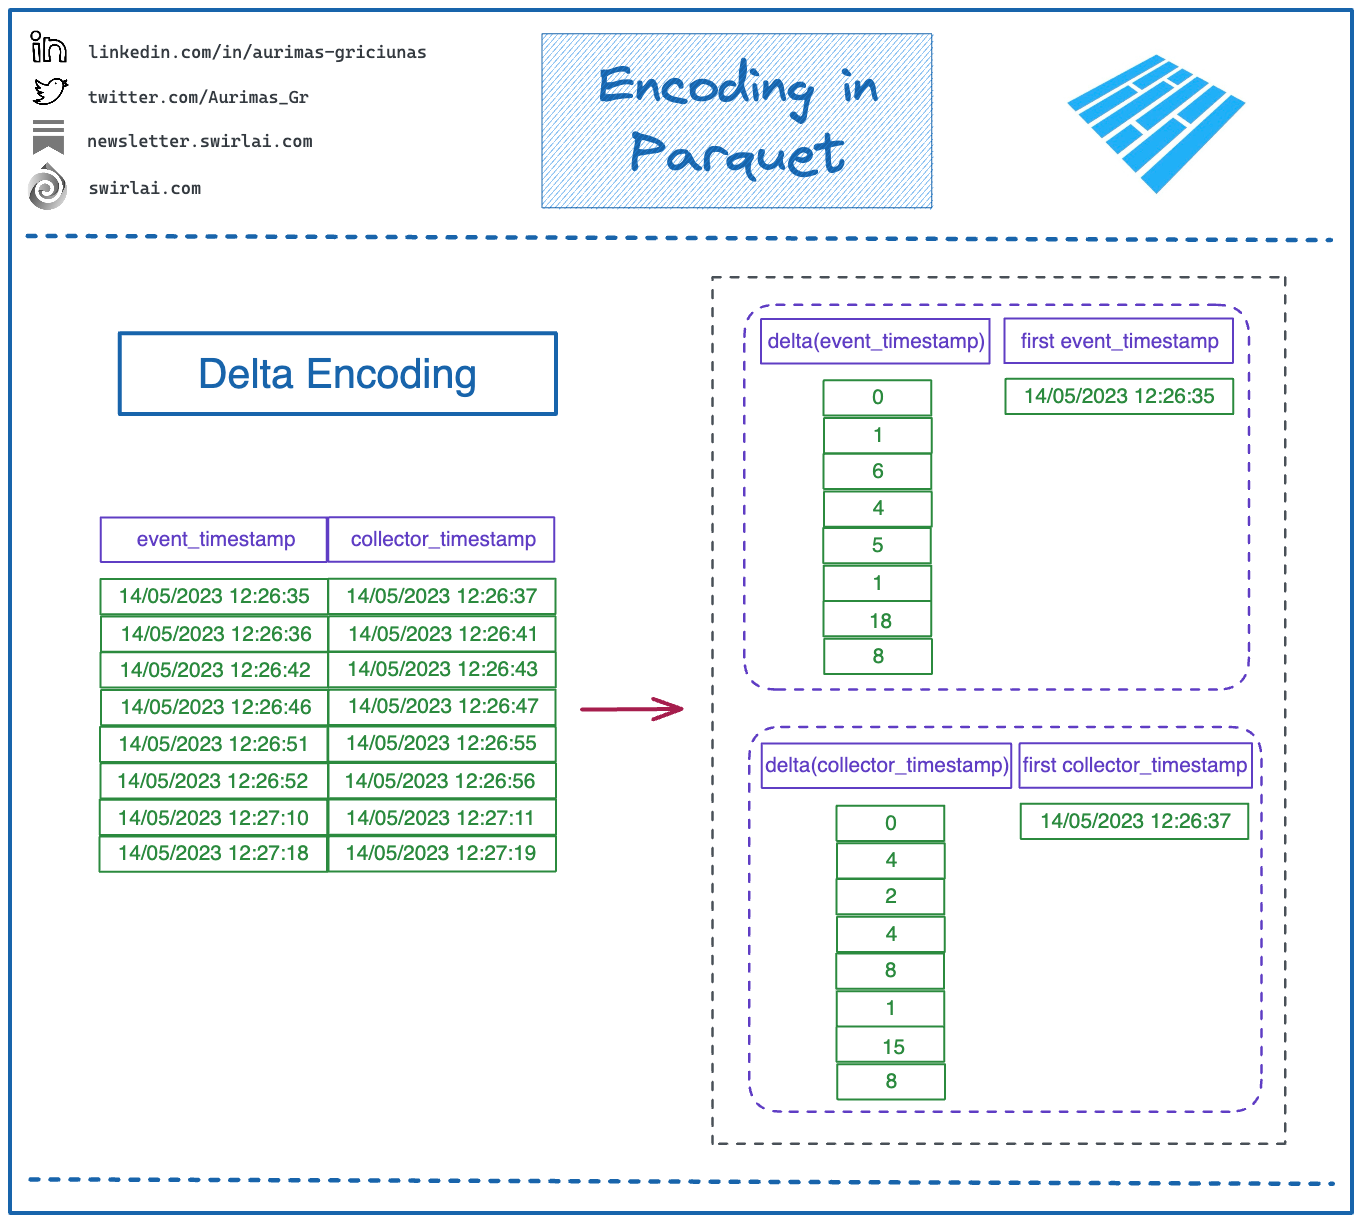 linkedin.com/in/aurimas-griciunas
twitter.com/Aurimas_Gr
newsletter.swirlai.com
swirlai.com
Encoding in
Parquet
Delta Encoding
event_timestamp collector_timestamp
14/05/2023 12:26:35 14/05/2023 12:26:37
14/05/2023 12:26:36 14/05/2023 12:26:41
14/05/2023 12:26:42 14/05/2023 12:26:43
14/05/2023 12:26:46 14/05/2023 12:26:47
14/05/2023 12:26:51 14/05/2023 12:26:55
14/05/2023 12:26:52 14/05/2023 12:26:56
14/05/2023 12:27:10 14/05/2023 12:27:11
14/05/2023 12:27:18 14/05/2023 12:27:19
delta(event_timestamp) first event_timestamp
0 14/05/2023 12:26:35
1
6
4
5
1
18
8
delta(collector_timestamp) first collector_timestamp
0 14/05/2023 12:26:37
4
2
4
8
1
15
8